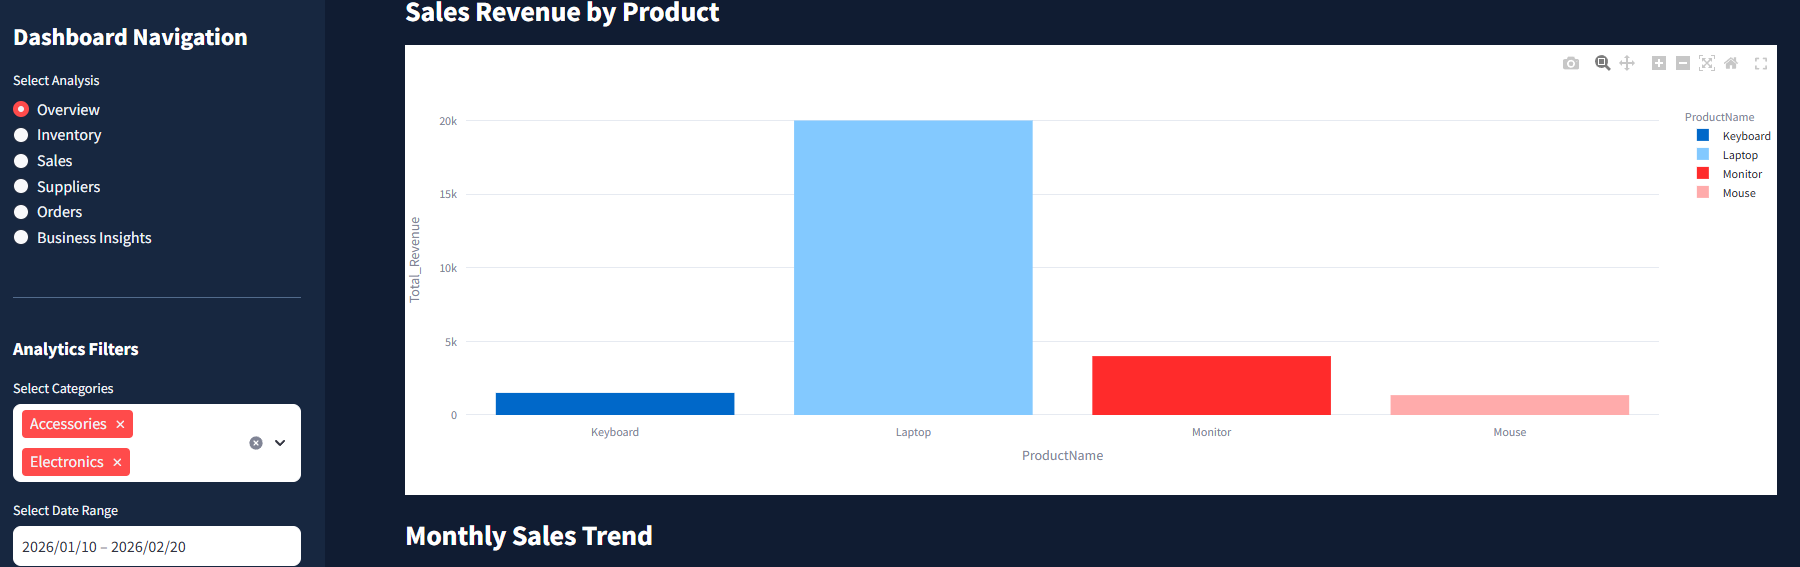 Dashboard Navigation
Select Analysis
Overview
Inventory
Sales
Suppliers
Orders
Business Insights
Analytics Filters
Select Categories
Accessories ×
Electronics ×
Select Date Range
2026/01/10 – 2026/02/20
Sales Revenue by Product
20k
15k
10k
5k
0
Total_Revenue
Keyboard
Laptop
Monitor
Mouse
ProductName
ProductName
Keyboard
Laptop
Monitor
Mouse
Monthly Sales Trend